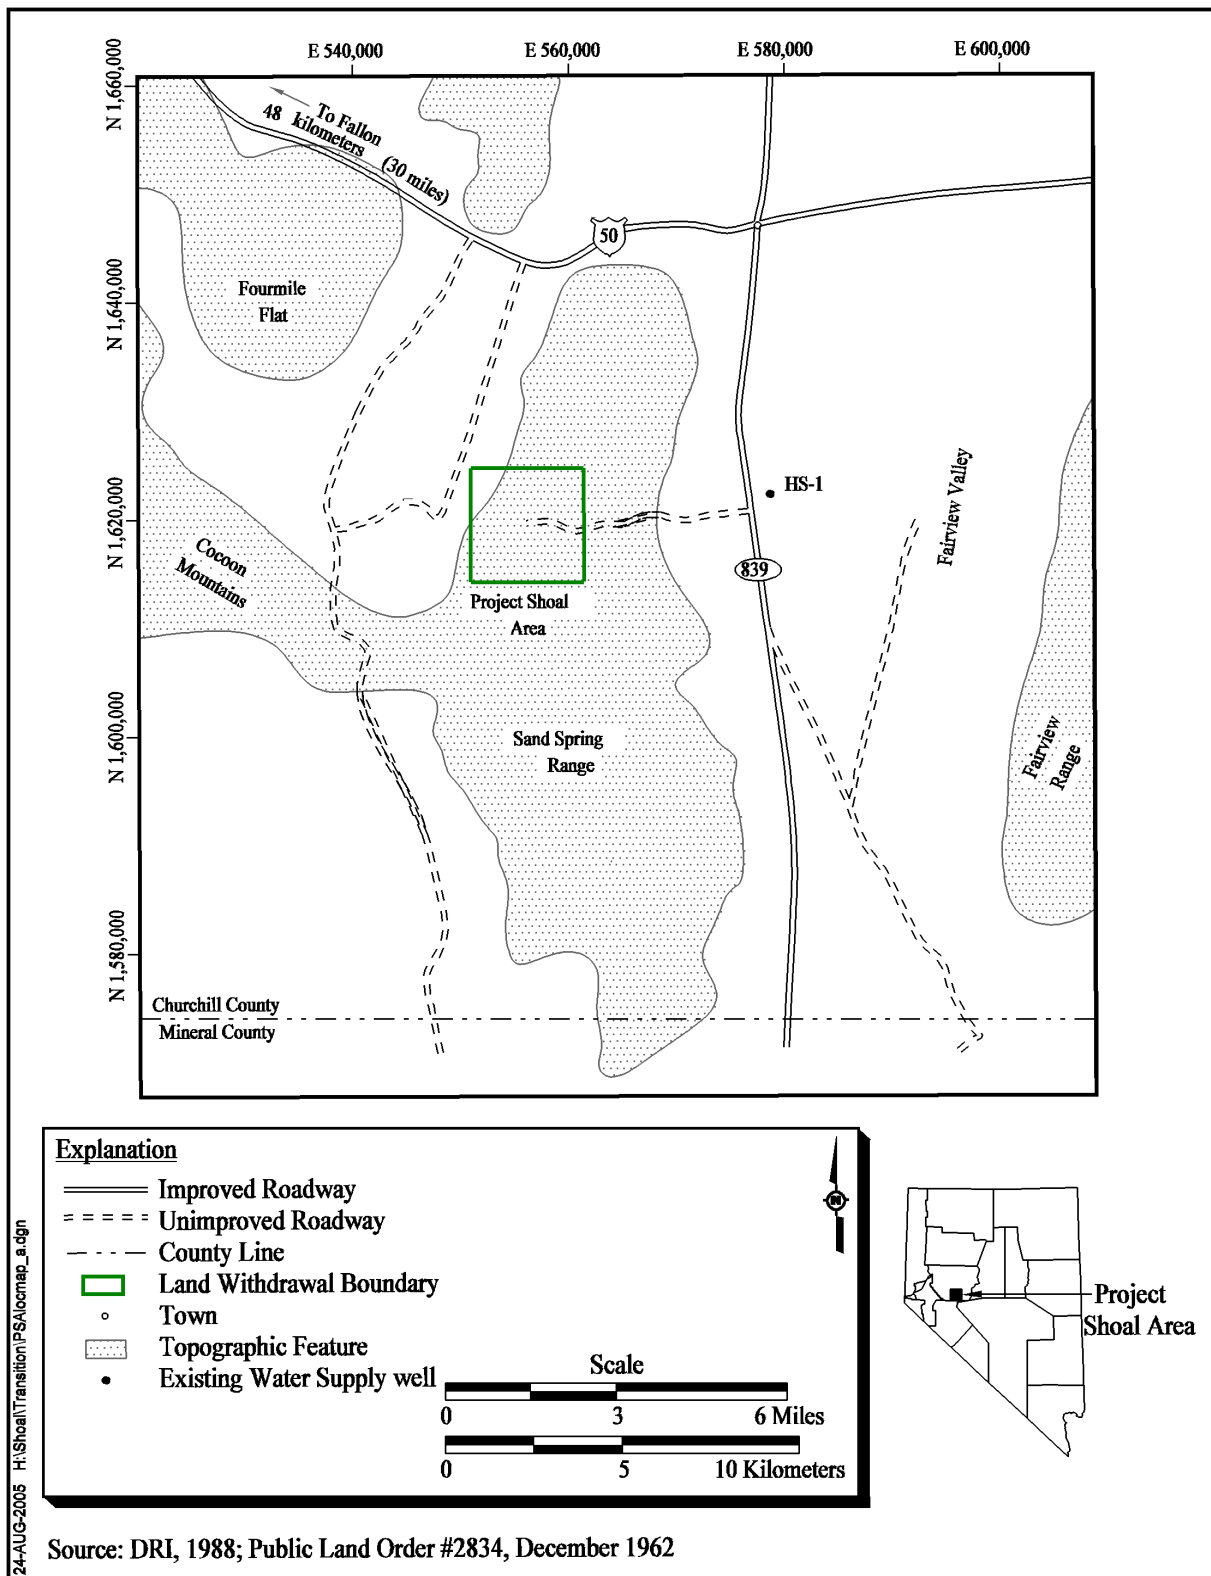 E 540,000
E 560,000
E 580,000
E 600,000
N 1,660,000
N 1,640,000
N 1,620,000
N 1,600,000
N 1,580,000
To Fallon
48 kilometers
(30 miles)
50
Fourmile
Flat
HS-1
Fairview Valley
Cocoon
Mountains
839
Project Shoal
Area
Sand Spring
Range
Fairview
Range
Churchill County
Mineral County
Explanation
Improved Roadway
Unimproved Roadway
County Line
Land Withdrawal Boundary
Town
Topographic Feature
Existing Water Supply well
N
Scale
0 3 6 Miles
0 5 10 Kilometers
Project
Shoal Area
24-AUG-2005 H:\Shoal\Transition\PSAlocmap_a.dgn
Source: DRI, 1988; Public Land Order #2834, December 1962